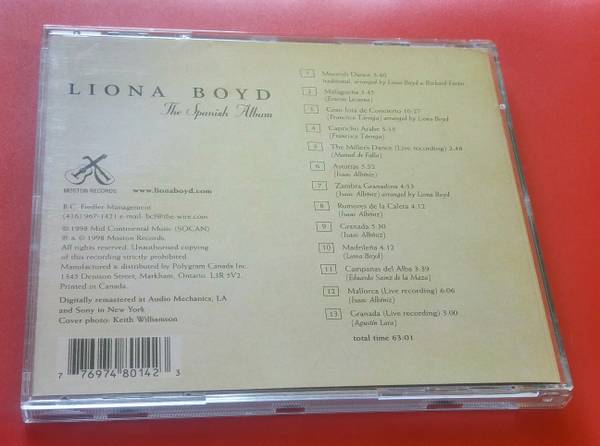 LIONA BOYD
The Spanish Album
MOSTON RECORDS
www.lionaboyd.com
B.C. Fiedler Management
(416) 967-1421 e-mail: bcf@the-wire.com
© 1998 Mid Continental Music (SOCAN)
℗ & © 1998 Moston Records.
All rights reserved. Unauthorised copying
of this recording strictly prohibited.
Manufactured & distributed by Polygram Canada Inc.
1345 Denison Street, Markham, Ontario. L3R 5V2.
Printed in Canada.
Digitally remastered at Audio Mechanics, LA
and Sony in New York
Cover photo: Keith Williamson
7 76974 80142 3
1 Moorish Dance 3:40
(traditional, arranged by Liona Boyd & Richard Fortin)
2 Malagueña 3:45
(Ernesto Lecuona)
3 Gran Jota de Concierto 10:27
(Francisco Tárrega) arranged by Liona Boyd
4 Capricho Arabe 5:38
(Francisco Tárrega)
5 The Miller's Dance (Live recording) 2:48
(Manuel de Falla)
6 Asturias 5:52
(Isaac Albéniz)
7 Zambra Granadina 4:53
(Isaac Albéniz) arranged by Liona Boyd
8 Rumores de la Caleta 4:12
(Isaac Albéniz)
9 Granada 5:30
(Isaac Albéniz)
10 Madrileña 4:12
(Liona Boyd)
11 Campanas del Alba 3:39
(Eduardo Sainz de la Maza)
12 Mallorca (Live recording) 6:06
(Isaac Albéniz)
13 Granada (Live recording) 3:00
(Agustín Lara)
total time 63:01